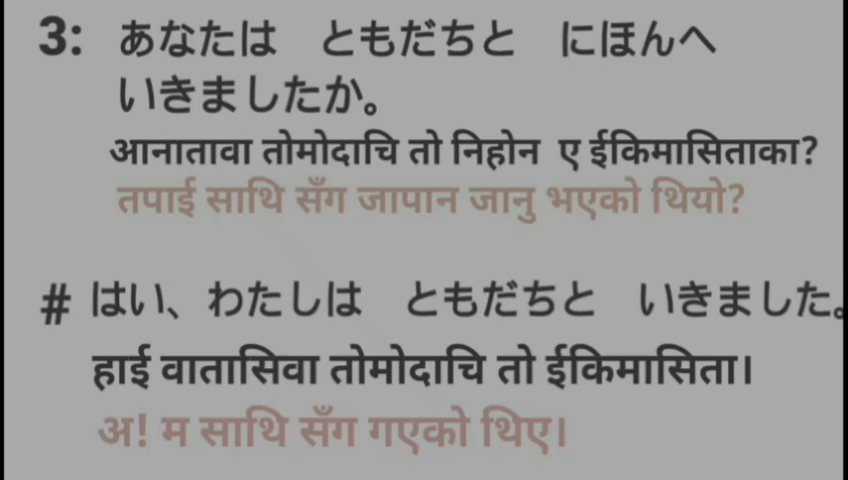 3: あなたは　ともだちと　にほんへ
いきましたか。
आनातावा तोमोदाचि तो निहोन ए ईकिमासिताका?
तपाई साथि सँग जापान जानु भएको थियो?
# はい、わたしは　ともだちと　いきました。
हाई वातासिवा तोमोदाचि तो ईकिमासिता।
अ! म साथि सँग गएको थिए।